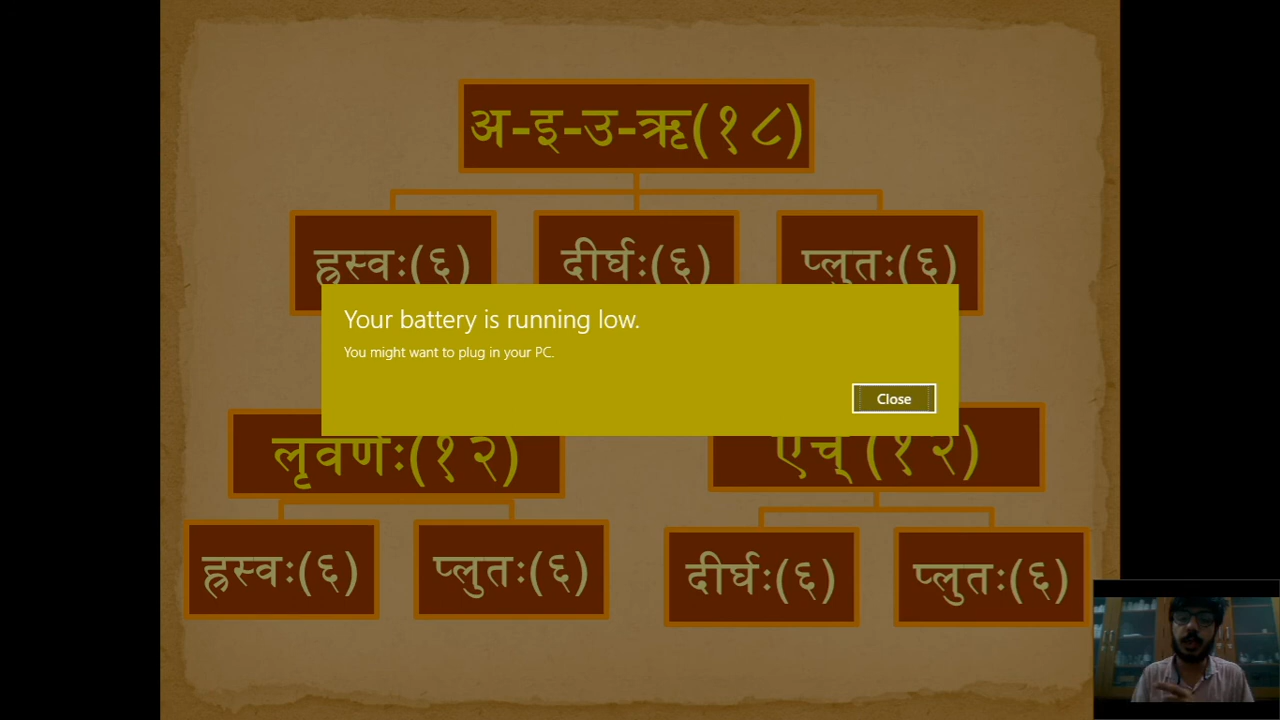 अ-इ-उ-ऋ(१८)
ह्रस्वः(६)
दीर्घः(६)
प्लुतः(६)
Your battery is running low.
You might want to plug in your PC.
Close
लृवर्णः(१२)
एच् (१२)
ह्रस्वः(६)
प्लुतः(६)
दीर्घः(६)
प्लुतः(६)